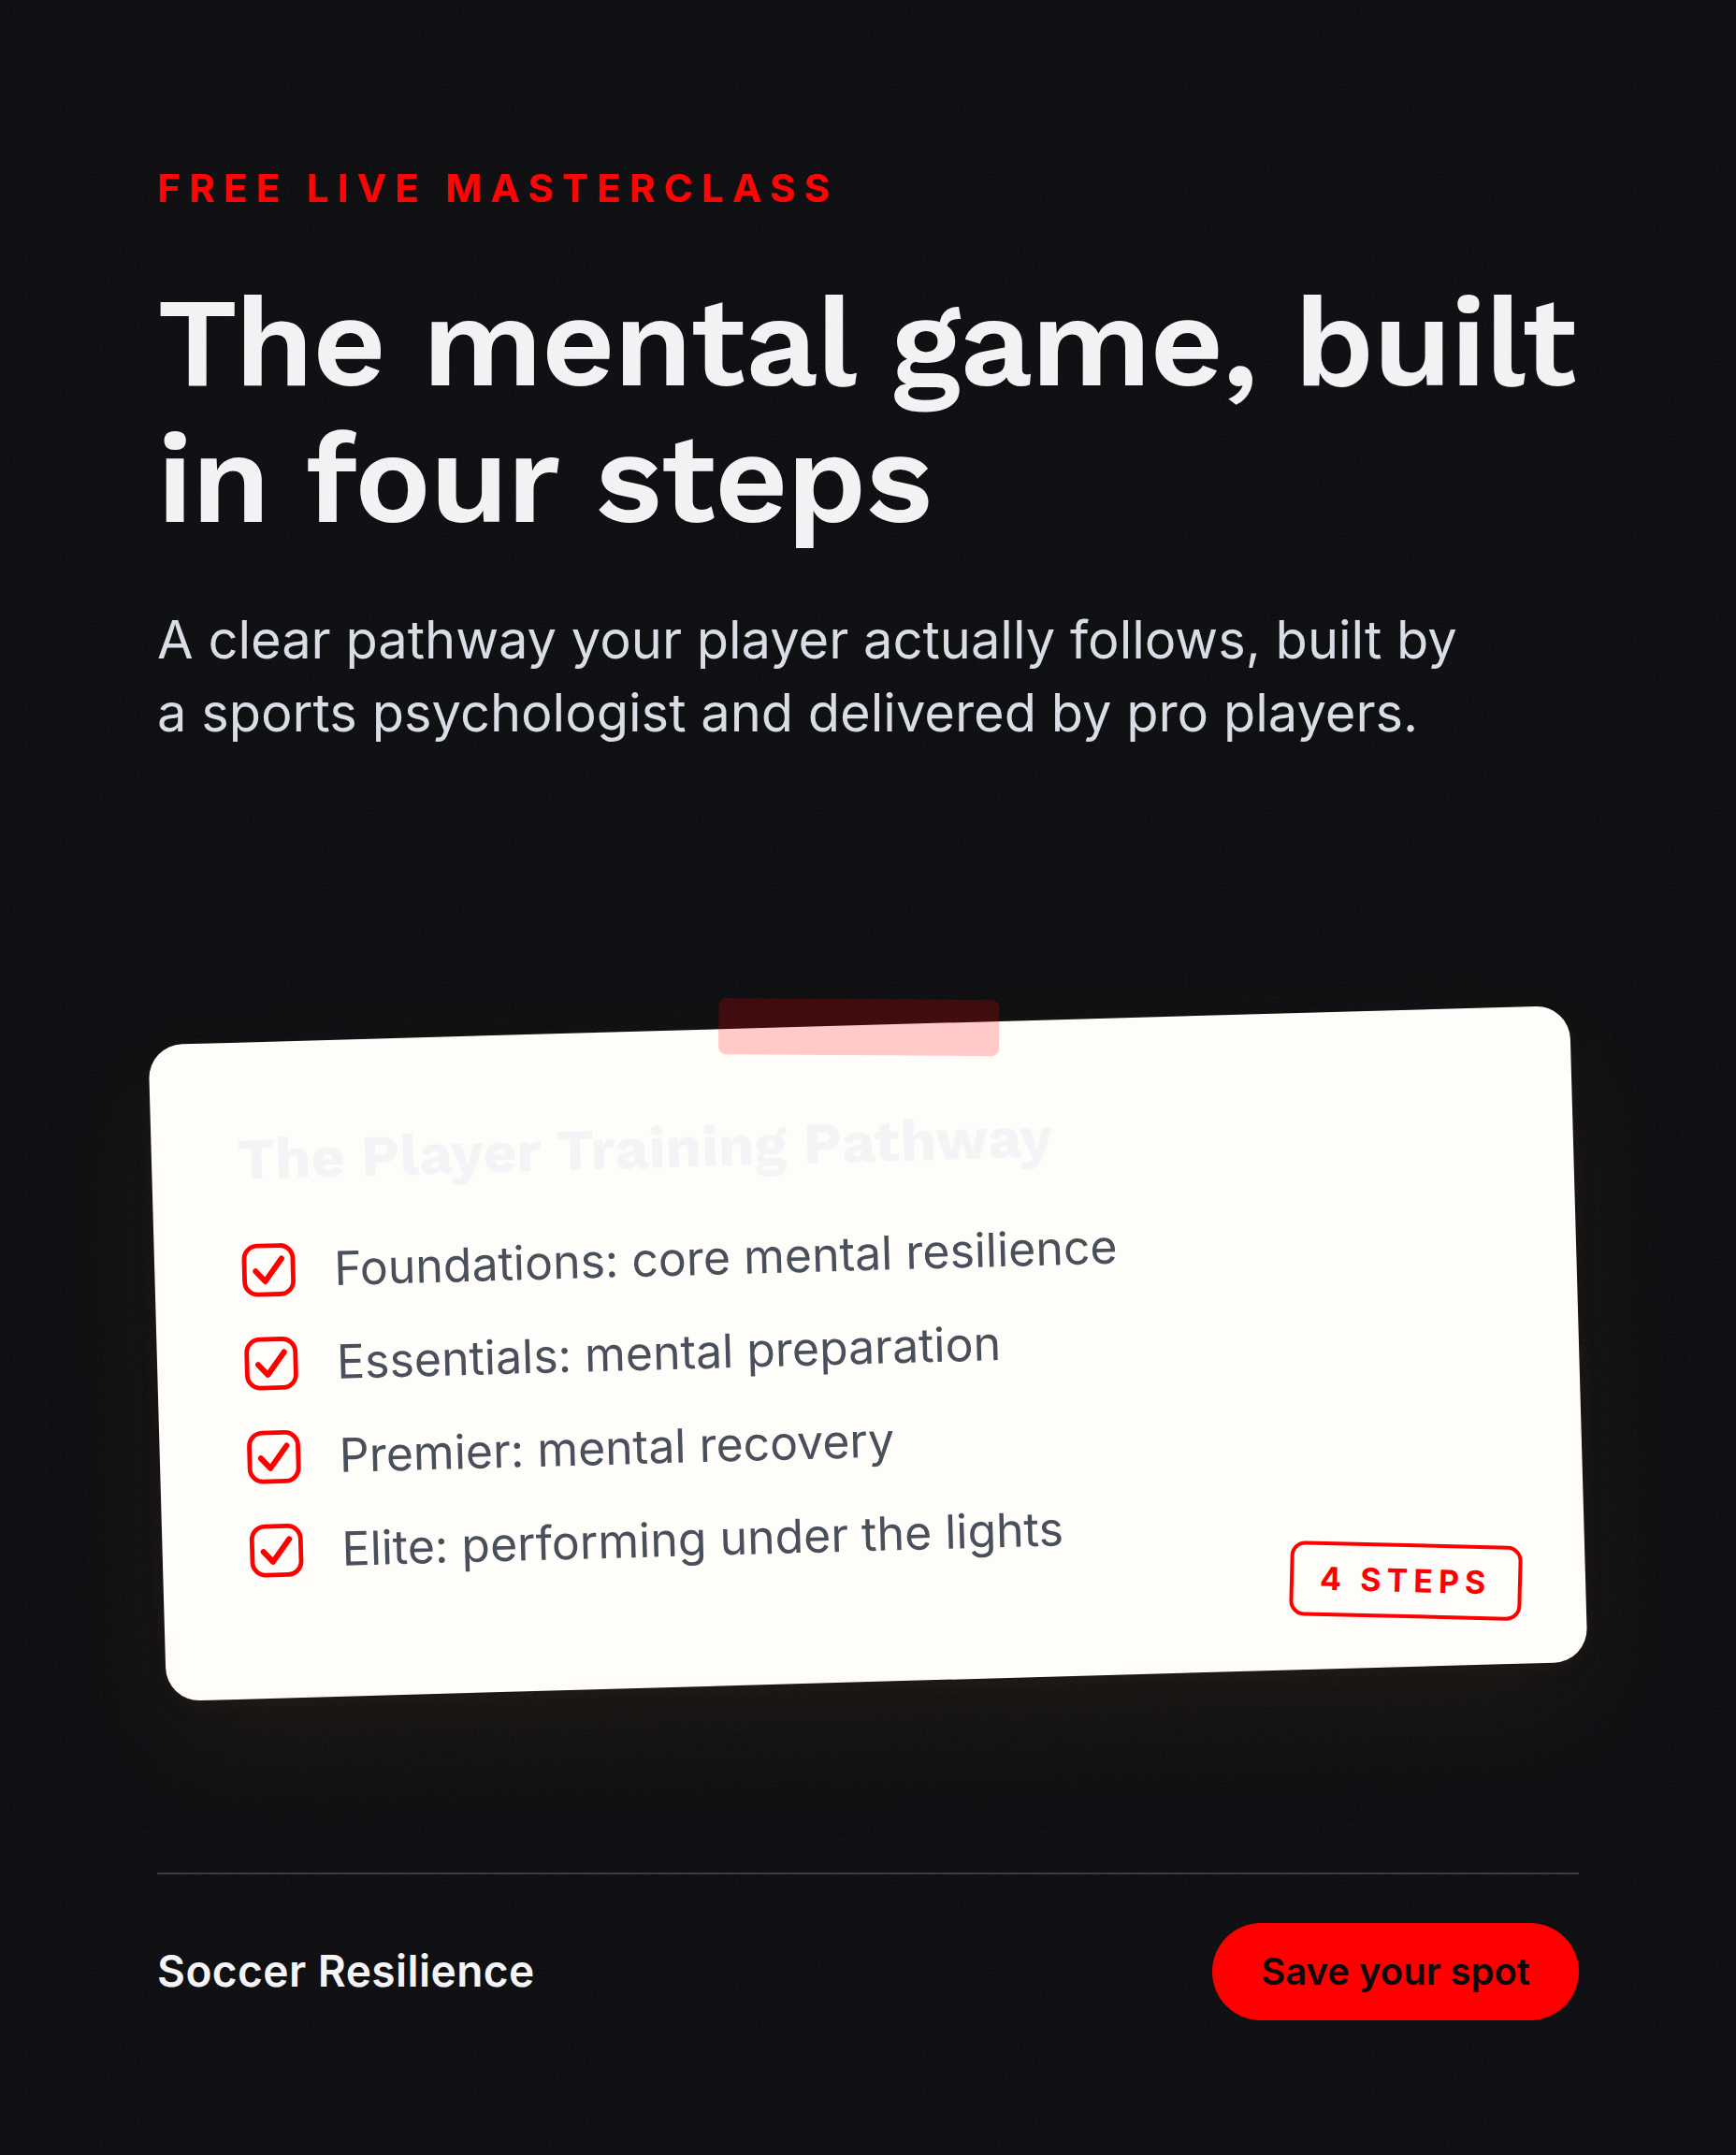 FREE LIVE MASTERCLASS
The mental game, built
in four steps
A clear pathway your player actually follows, built by
a sports psychologist and delivered by pro players.
The Player Training Pathway
Foundations: core mental resilience
Essentials: mental preparation
Premier: mental recovery
Elite: performing under the lights
4 STEPS
Soccer Resilience
Save your spot